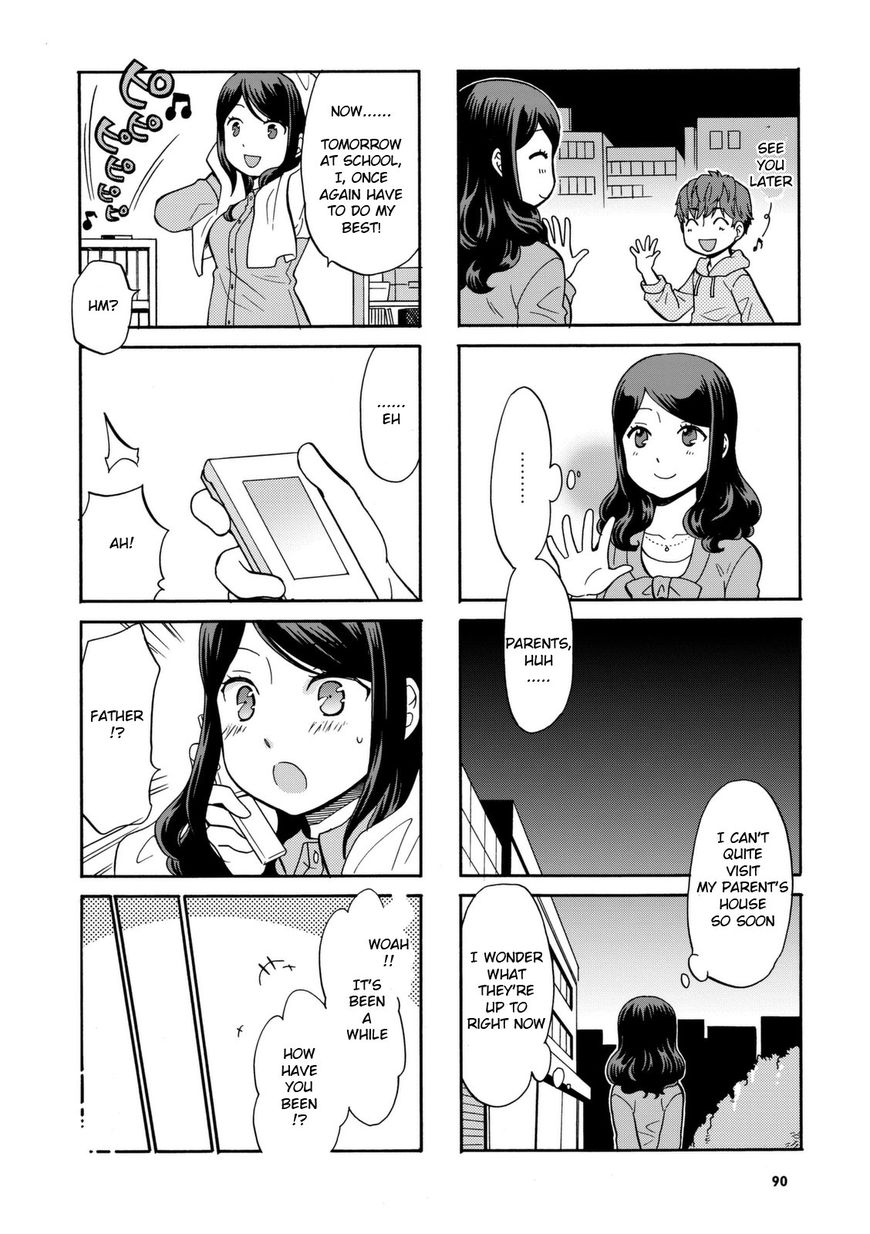 SEE
YOU
LATER
.........
PARENTS,
HUH
.....
I CAN'T
QUITE
VISIT
MY PARENT'S
HOUSE
SO SOON
I WONDER
WHAT
THEY'RE
UP TO
RIGHT NOW
NOW......
TOMORROW
AT SCHOOL,
I, ONCE
AGAIN HAVE
TO DO MY
BEST!
HM?
......
EH
AH!
FATHER
!?
WOAH
!!
IT'S
BEEN
A
WHILE
HOW
HAVE
YOU
BEEN
!?
90